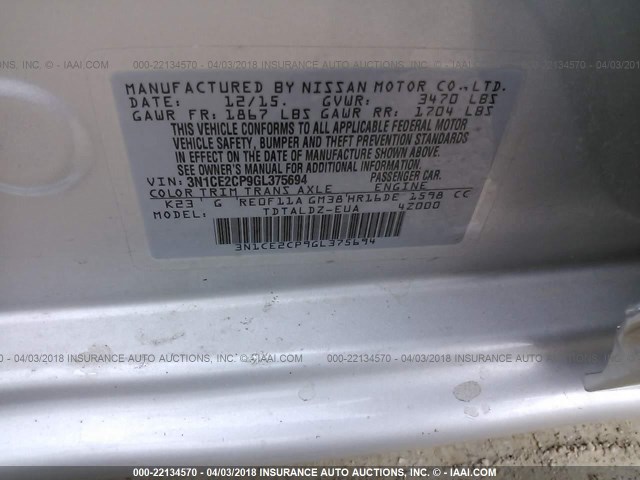 000-22134570 - 04/03/2018 INSURANCE AUTO AUCTIONS, INC. - © IAAI.COM
MANUFACTURED BY NISSAN MOTOR CO.,LTD.
DATE: 12/15. GVWR: 3470 LBS
GAWR FR: 1867 LBS GAWR RR: 1704 LBS
THIS VEHICLE CONFORMS TO ALL APPLICABLE FEDERAL MOTOR
VEHICLE SAFETY, BUMPER AND THEFT PREVENTION STANDARDS
IN EFFECT ON THE DATE OF MANUFACTURE SHOWN ABOVE.
SEE OWNER'S MANUAL FOR ADDITIONAL INFORMATION.
VIN: 3N1CE2CP9GL375694 PASSENGER CAR.
COLOR TRIM TRANS AXLE ENGINE
K23 G RE0F11A GM38 HR16DE 1598 CC
MODEL: TDTALDZ-EUA 4Z000
3N1CE2CP9GL375694
04/03/2018 INSURANCE AUTO AUCTIONS, INC. - © IAAI.COM 000-22134570 - 04/03/2018 INSURANCE AUTO AUCTIONS, INC. - © IAAI.COM
000-22134570 - 04/03/2018 INSURANCE AUTO AUCTIONS, INC. - © IAAI.COM